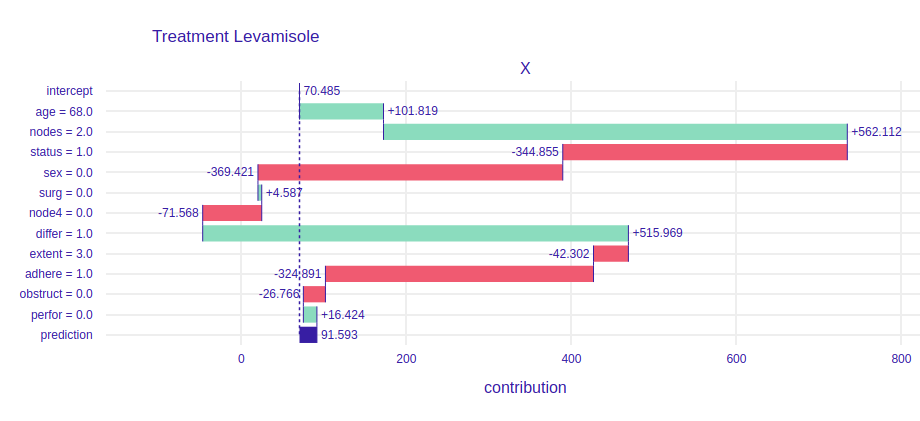 Treatment Levamisole
X
intercept 70.485
age = 68.0 +101.819
nodes = 2.0 +562.112
status = 1.0 -344.855
sex = 0.0 -369.421
surg = 0.0 +4.587
node4 = 0.0 -71.568
differ = 1.0 +515.969
extent = 3.0 -42.302
adhere = 1.0 -324.891
obstruct = 0.0 -26.766
perfor = 0.0 +16.424
prediction 91.593
0 200 400 600 800
contribution